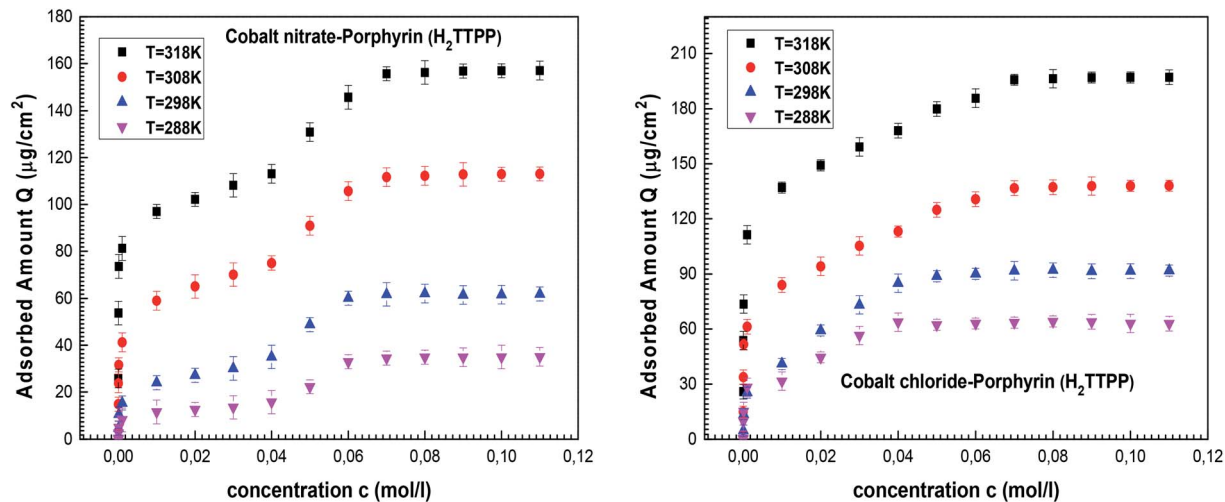 Cobalt nitrate-Porphyrin (H₂TTPP)
T=318K
T=308K
T=298K
T=288K
Adsorbed Amount Q (μg/cm²)
180
160
140
120
100
80
60
40
20
0
0,00 0,02 0,04 0,06 0,08 0,10 0,12
concentration c (mol/l)
T=318K
T=308K
T=298K
T=288K
Adsorbed Amount Q (μg/cm²)
210
180
150
120
90
60
30
0
Cobalt chloride-Porphyrin (H₂TTPP)
0,00 0,02 0,04 0,06 0,08 0,10 0,12
concentration c (mol/l)